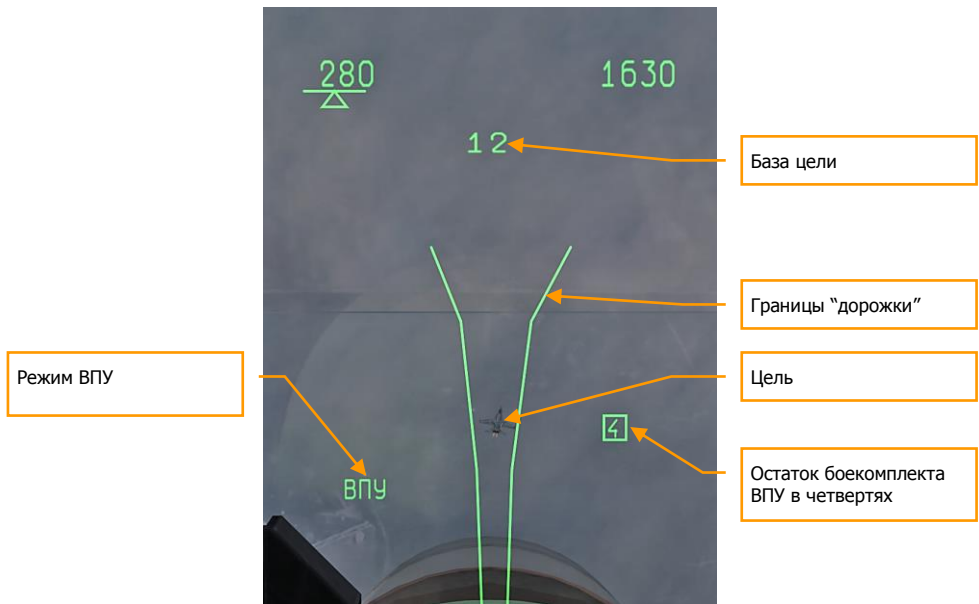 280
1630
12
База цели
Границы “дорожки”
Режим ВПУ
Цель
4
ВПУ
Остаток боекомплекта
ВПУ в четвертях